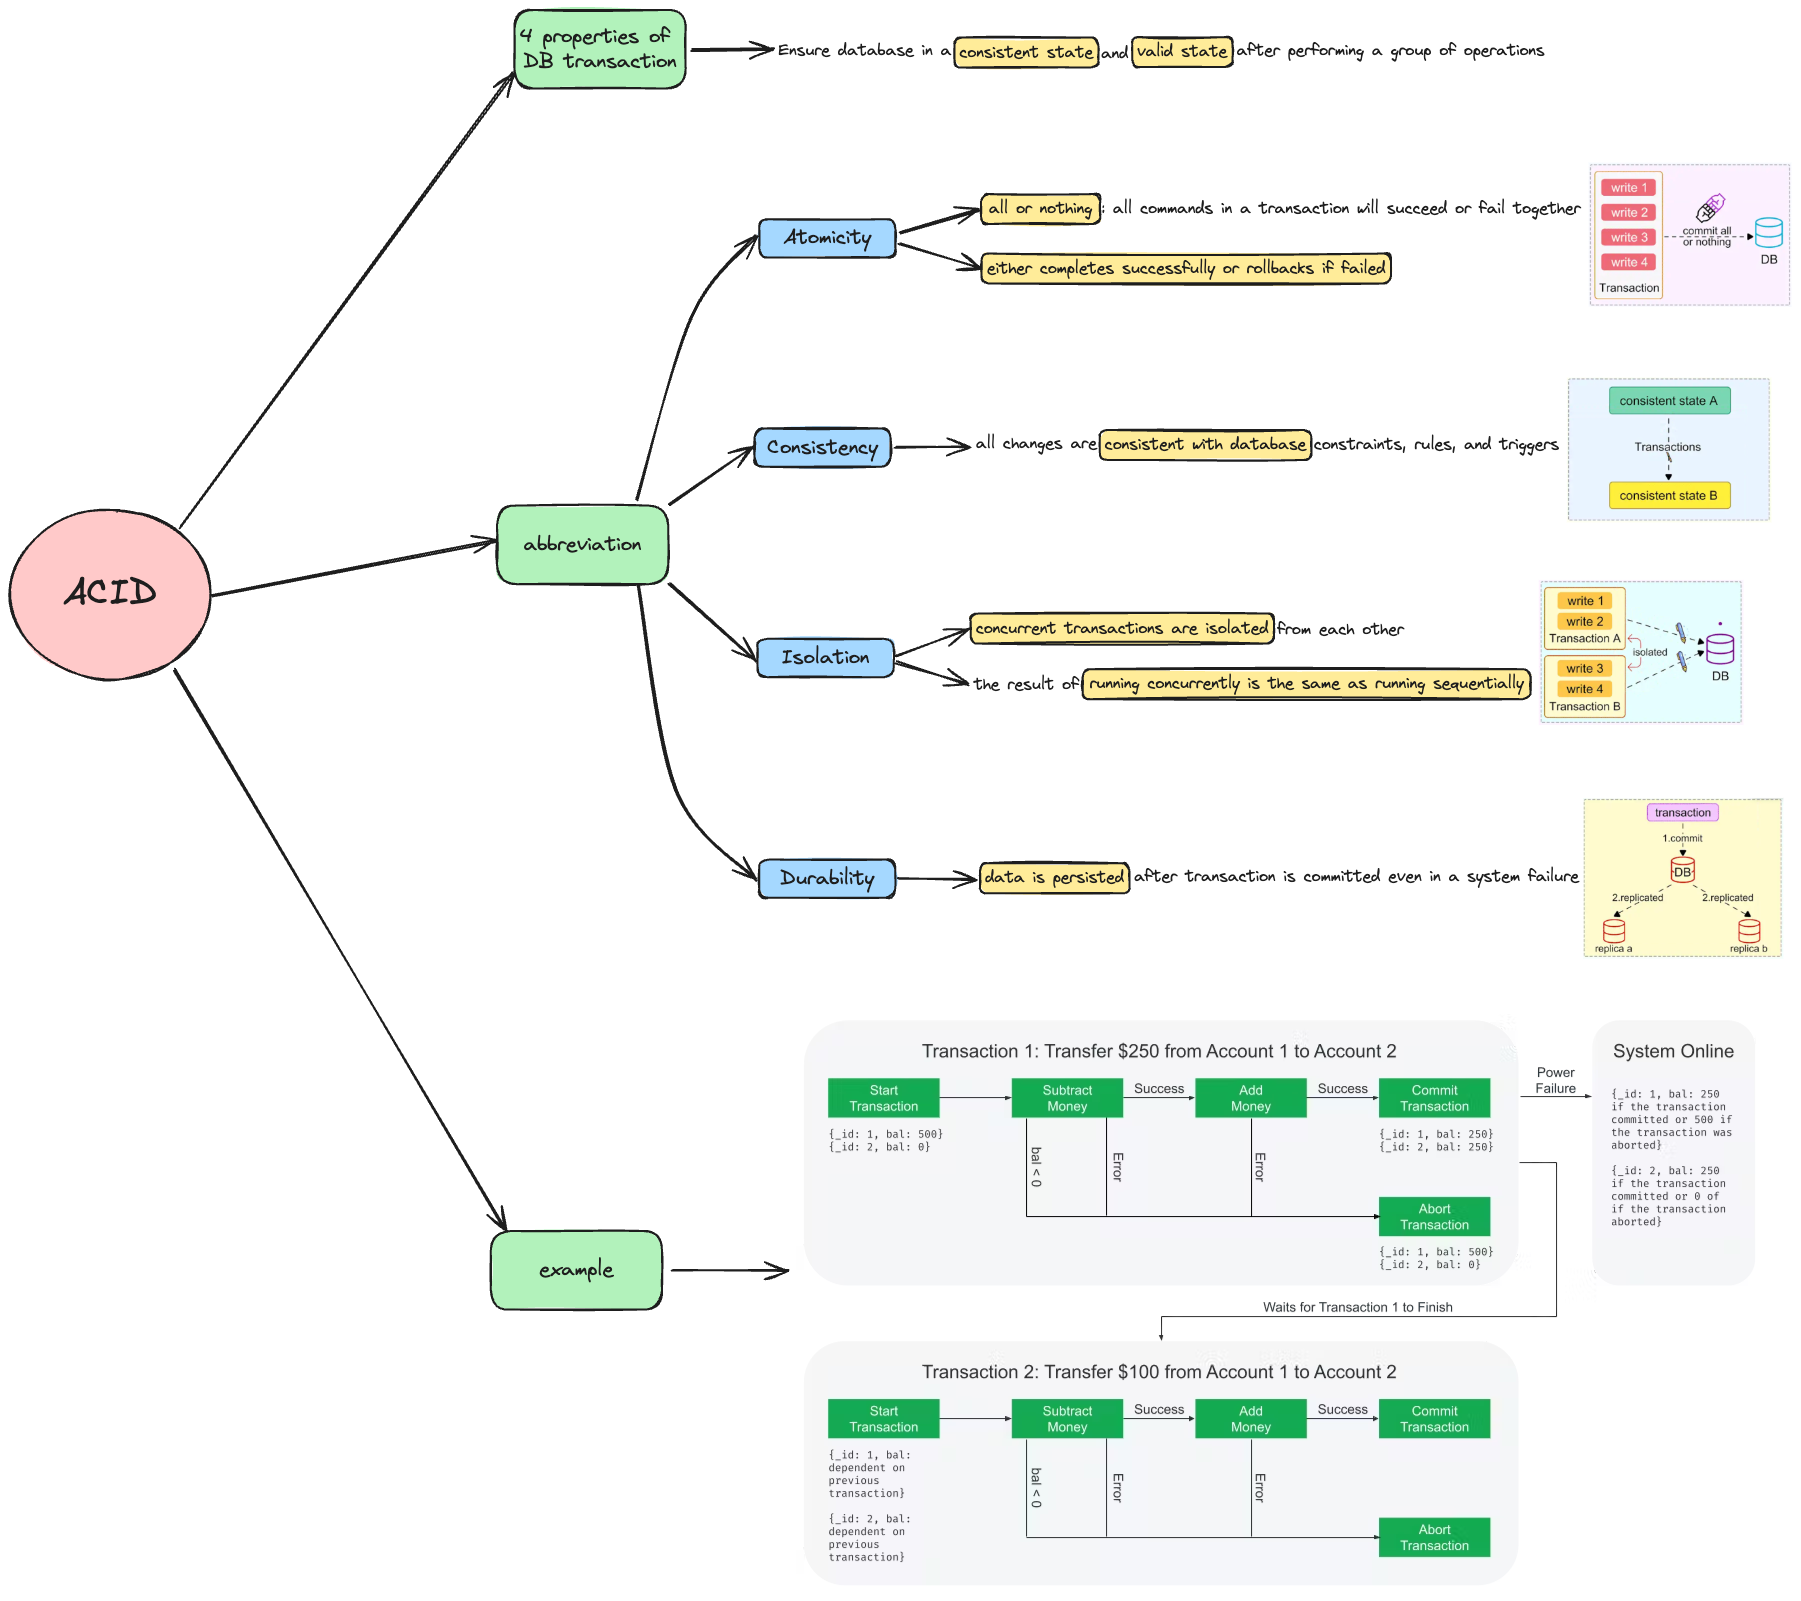 4 properties of
DB transaction
Ensure database in a consistent state and valid state after performing a group of operations
Atomicity
all or nothing: all commands in a transaction will succeed or fail together
either completes successfully or rollbacks if failed
write 1
write 2
write 3
write 4
Transaction
commit all
or nothing
DB
Consistency
all changes are consistent with database constraints, rules, and triggers
consistent state A
Transactions
consistent state B
ACID
abbreviation
Isolation
concurrent transactions are isolated from each other
the result of running concurrently is the same as running sequentially
write 1
write 2
Transaction A
isolated
write 3
write 4
Transaction B
DB
Durability
data is persisted after transaction is committed even in a system failure
transaction
1.commit
DB
2.replicated
2.replicated
replica a
replica b
example
Transaction 1: Transfer $250 from Account 1 to Account 2
Start
Transaction
Subtract
Money
Success
Add
Money
Success
Commit
Transaction
{_id: 1, bal: 500}
{_id: 2, bal: 0}
bal < 0
Error
Error
{_id: 1, bal: 250}
{_id: 2, bal: 250}
Abort
Transaction
{_id: 1, bal: 500}
{_id: 2, bal: 0}
Power
Failure
System Online
{_id: 1, bal: 250
if the transaction
committed or 500 if
the transaction was
aborted}
{_id: 2, bal: 250
if the transaction
committed or 0 of
if the transaction
aborted}
Waits for Transaction 1 to Finish
Transaction 2: Transfer $100 from Account 1 to Account 2
Start
Transaction
Subtract
Money
Success
Add
Money
Success
Commit
Transaction
{_id: 1, bal:
dependent on
previous
transaction}
{_id: 2, bal:
dependent on
previous
transaction}
bal < 0
Error
Error
Abort
Transaction